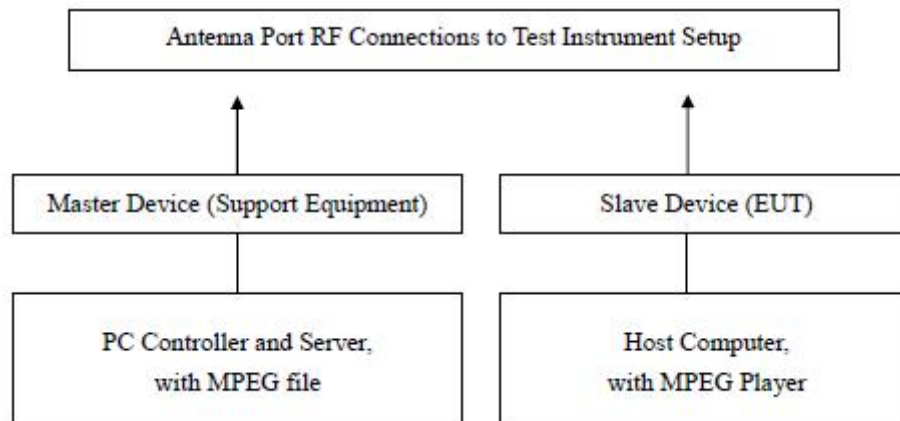 Antenna Port RF Connections to Test Instrument Setup
Master Device (Support Equipment)
Slave Device (EUT)
PC Controller and Server,
with MPEG file
Host Computer,
with MPEG Player